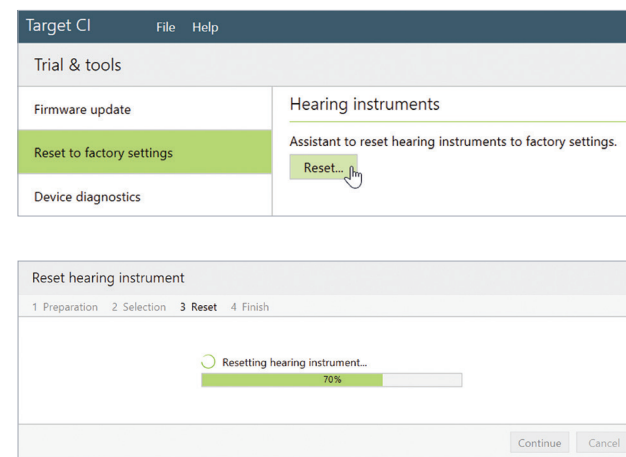 Target CI File Help
Trial & tools
Firmware update
Reset to factory settings
Device diagnostics
Hearing instruments
Assistant to reset hearing instruments to factory settings.
Reset...
Reset hearing instrument
1 Preparation 2 Selection 3 Reset 4 Finish
Resetting hearing instrument...
70%
Continue Cancel